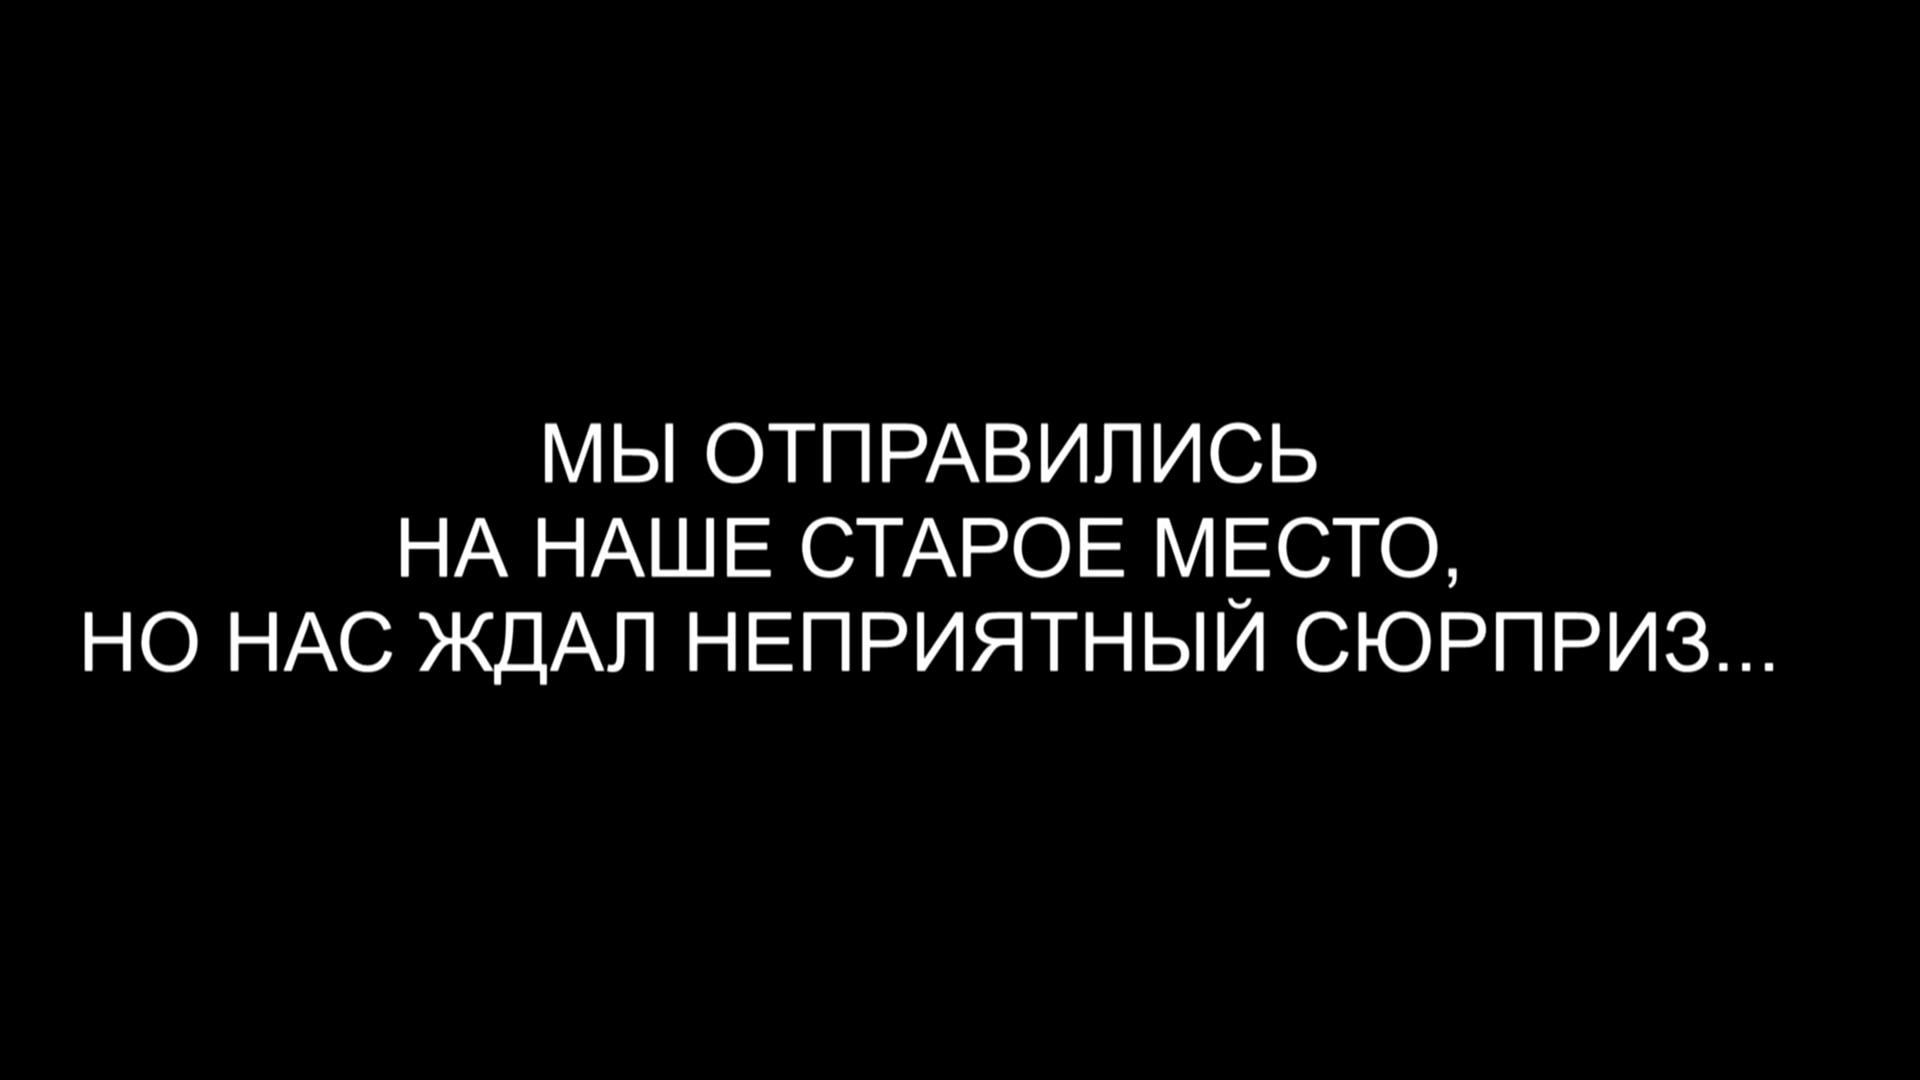 МЫ ОТПРАВИЛИСЬ
НА НАШЕ СТАРОЕ МЕСТО,
НО НАС ЖДАЛ НЕПРИЯТНЫЙ СЮРПРИЗ...